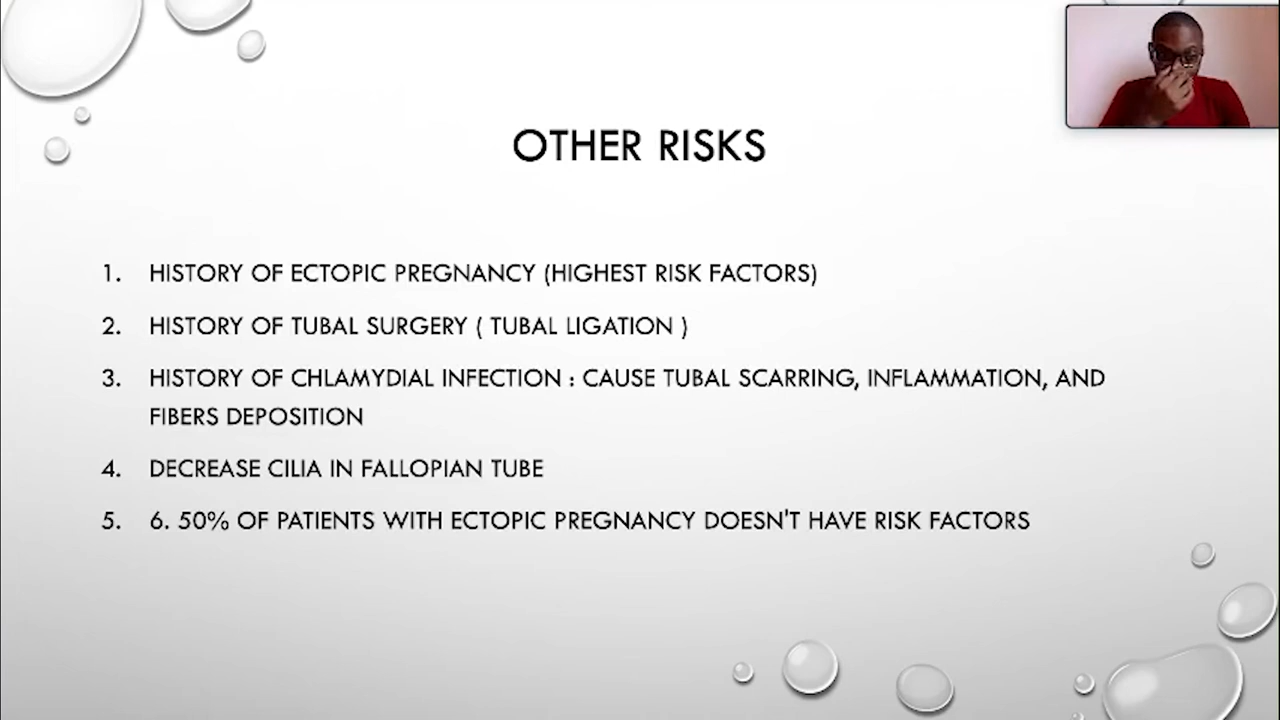 OTHER RISKS
1. HISTORY OF ECTOPIC PREGNANCY (HIGHEST RISK FACTORS)
2. HISTORY OF TUBAL SURGERY ( TUBAL LIGATION )
3. HISTORY OF CHLAMYDIAL INFECTION : CAUSE TUBAL SCARRING, INFLAMMATION, AND
FIBERS DEPOSITION
4. DECREASE CILIA IN FALLOPIAN TUBE
5. 6. 50% OF PATIENTS WITH ECTOPIC PREGNANCY DOESN'T HAVE RISK FACTORS